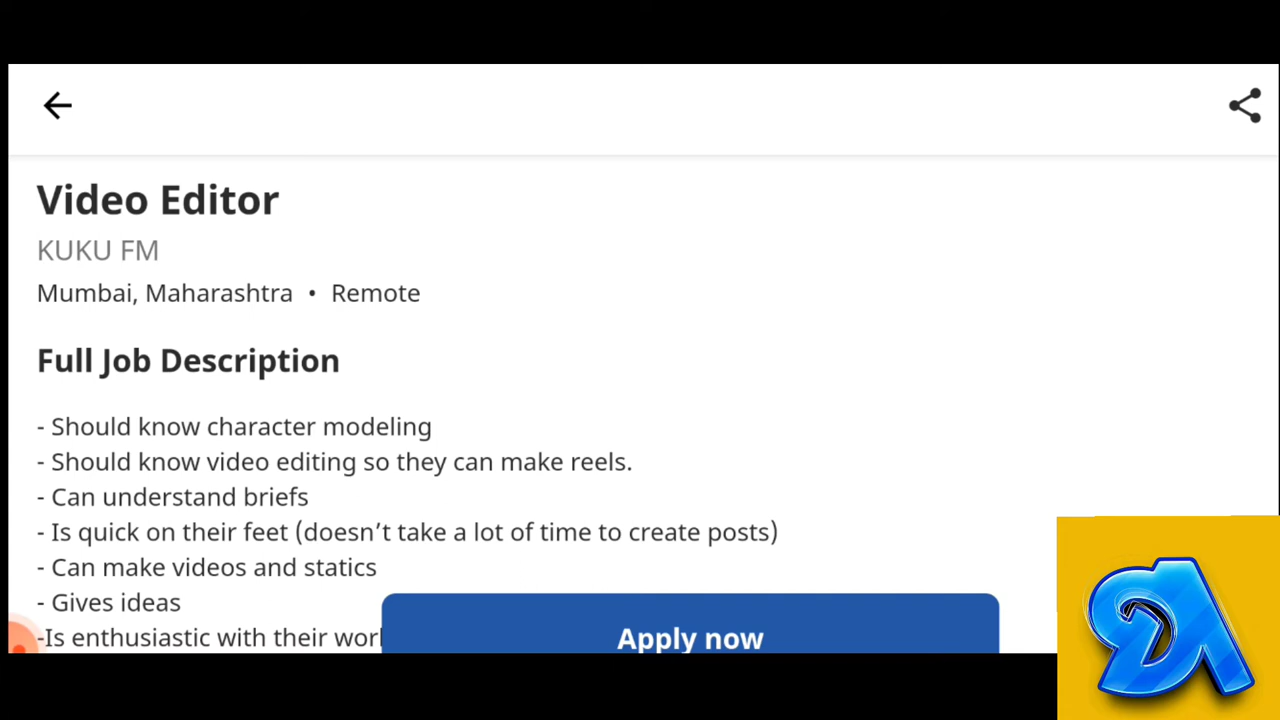 Video Editor
KUKU FM
Mumbai, Maharashtra • Remote
Full Job Description
- Should know character modeling
- Should know video editing so they can make reels.
- Can understand briefs
- Is quick on their feet (doesn’t take a lot of time to create posts)
- Can make videos and statics
- Gives ideas
-Is enthusiastic with their
Apply now